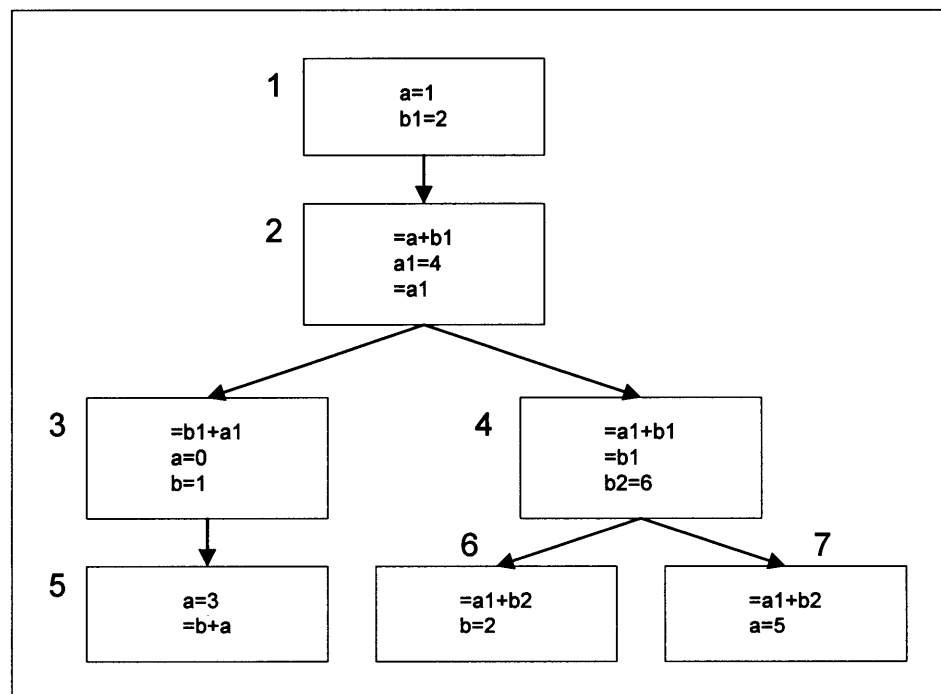 1
a=1
b1=2
2
=a+b1
a1=4
=a1
3
=b1+a1
a=0
b=1
4
=a1+b1
=b1
b2=6
5
a=3
=b+a
6
=a1+b2
b=2
7
=a1+b2
a=5